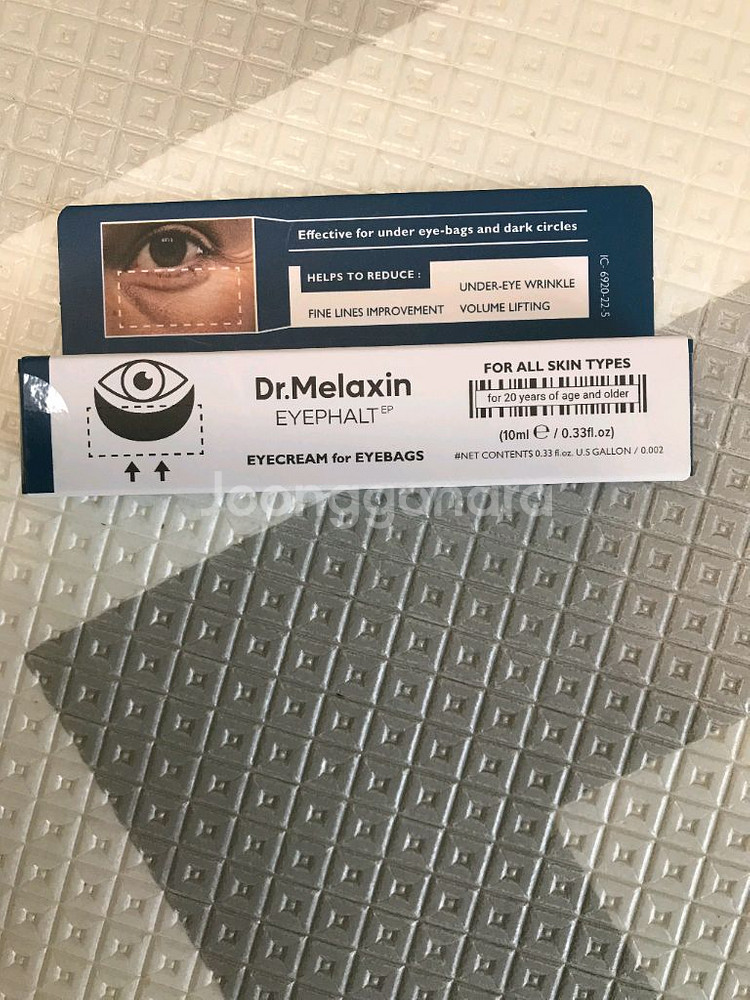 Effective for under eye-bags and dark circles
HELPS TO REDUCE :
UNDER-EYE WRINKLE
FINE LINES IMPROVEMENT
VOLUME LIFTING
IC- 6920-22.5
Dr.Melaxin
EYEPHALT EP
EYECREAM for EYEBAGS
FOR ALL SKIN TYPES
for 20 years of age and older
(10ml ℮ / 0.33fl.oz)
#NET CONTENTS 0.33 fl.oz. U.S GALLON / 0.002
Joonggonara